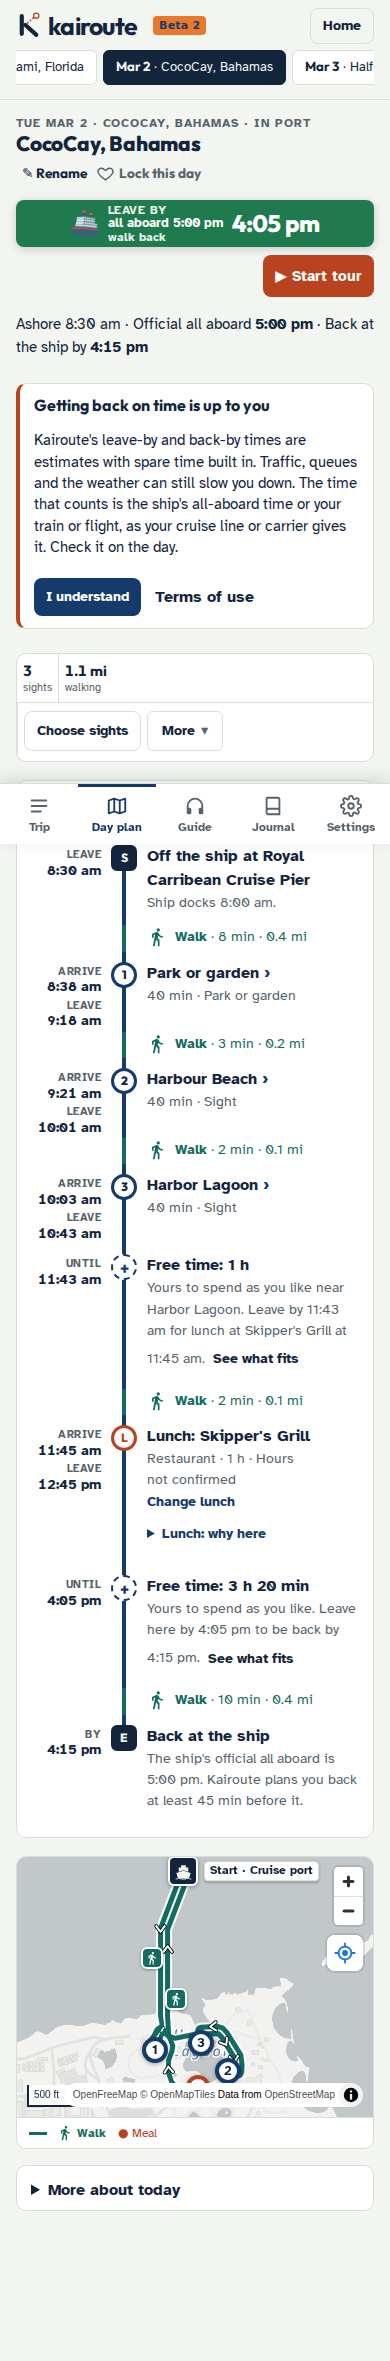 kairoute Beta 2 Home
ami, Florida Mar 2 · CocoCay, Bahamas Mar 3 · Half
TUE MAR 2 · COCOCAY, BAHAMAS · IN PORT
CocoCay, Bahamas
✎ Rename ♡ Lock this day
LEAVE BY
all aboard 5:00 pm 4:05 pm
walk back
▶ Start tour
Ashore 8:30 am · Official all aboard 5:00 pm · Back at
the ship by 4:15 pm
Getting back on time is up to you
Kairoute's leave-by and back-by times are
estimates with spare time built in. Traffic, queues
and the weather can still slow you down. The time
that counts is the ship's all-aboard time or your
train or flight, as your cruise line or carrier gives
it. Check it on the day.
I understand Terms of use
3 1.1 mi
sights walking
Choose sights More ▼
Trip Day plan Guide Journal Settings
LEAVE
8:30 am
S
Off the ship at Royal
Carribean Cruise Pier
Ship docks 8:00 am.
Walk · 8 min · 0.4 mi
ARRIVE
8:38 am
LEAVE
9:18 am
1
Park or garden ›
40 min · Park or garden
Walk · 3 min · 0.2 mi
ARRIVE
9:21 am
LEAVE
10:01 am
2
Harbour Beach ›
40 min · Sight
Walk · 2 min · 0.1 mi
ARRIVE
10:03 am
LEAVE
10:43 am
3
Harbor Lagoon ›
40 min · Sight
UNTIL
11:43 am
+
Free time: 1 h
Yours to spend as you like near
Harbor Lagoon. Leave by 11:43
am for lunch at Skipper's Grill at
11:45 am. See what fits
Walk · 2 min · 0.1 mi
ARRIVE
11:45 am
LEAVE
12:45 pm
L
Lunch: Skipper's Grill
Restaurant · 1 h · Hours
not confirmed
Change lunch
▶ Lunch: why here
UNTIL
4:05 pm
+
Free time: 3 h 20 min
Yours to spend as you like. Leave
here by 4:05 pm to be back by
4:15 pm. See what fits
Walk · 10 min · 0.4 mi
BY
4:15 pm
E
Back at the ship
The ship's official all aboard is
5:00 pm. Kairoute plans you back
at least 45 min before it.
Start · Cruise port
+
−
1 3
2
500 ft OpenFreeMap © OpenMapTiles Data from OpenStreetMap
Walk Meal
▶ More about today